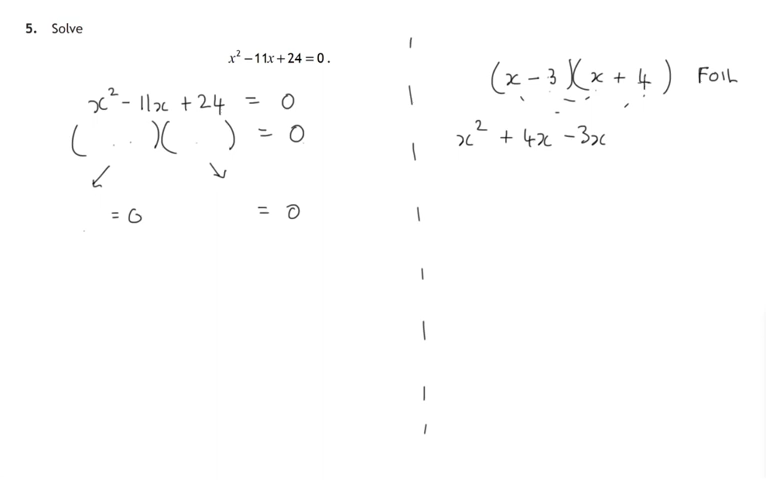 5. Solve
x² – 11x + 24 = 0.
x² - 11x + 24 = 0
(   )(   ) = 0
= 0   = 0
(x - 3)(x + 4) FOIL
x² + 4x - 3x